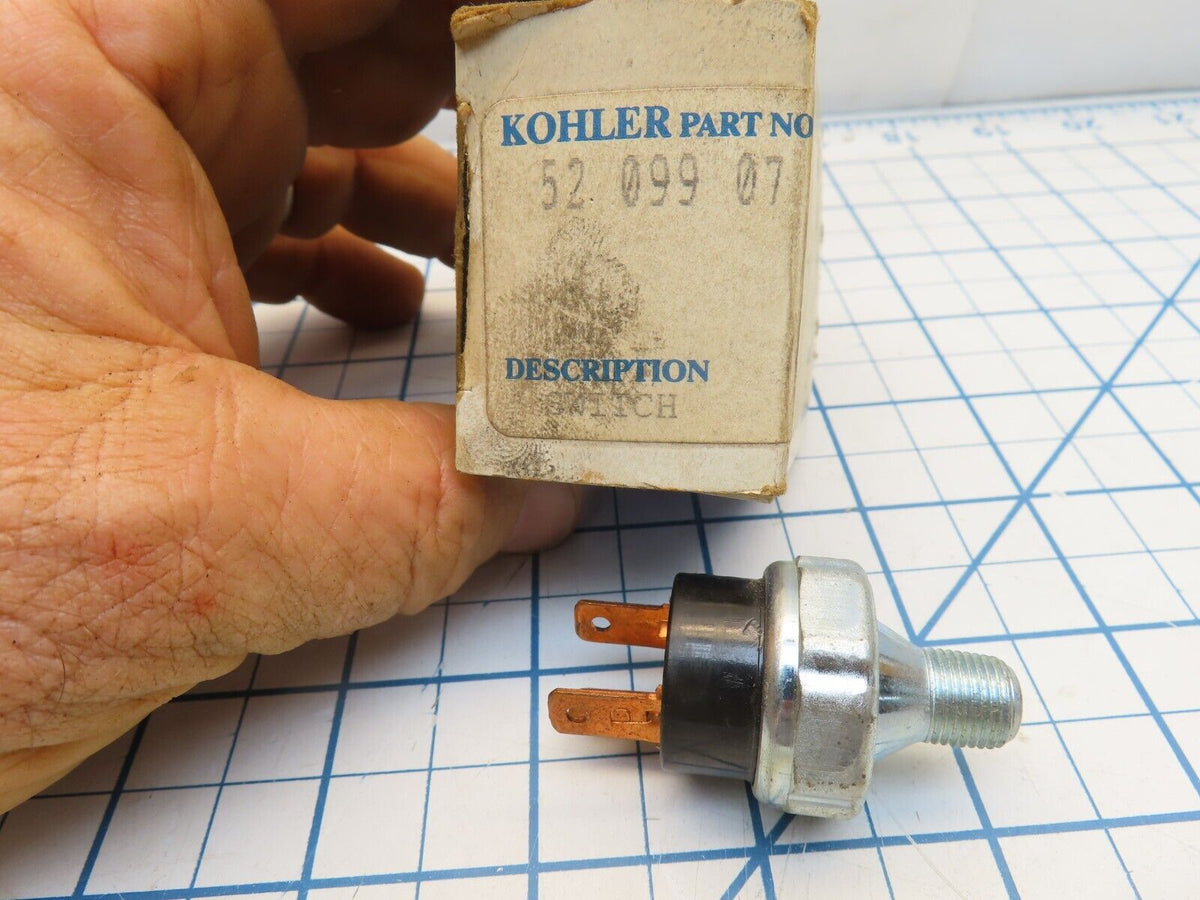 KOHLER PART NO
52 099 07
DESCRIPTION
SWITCH